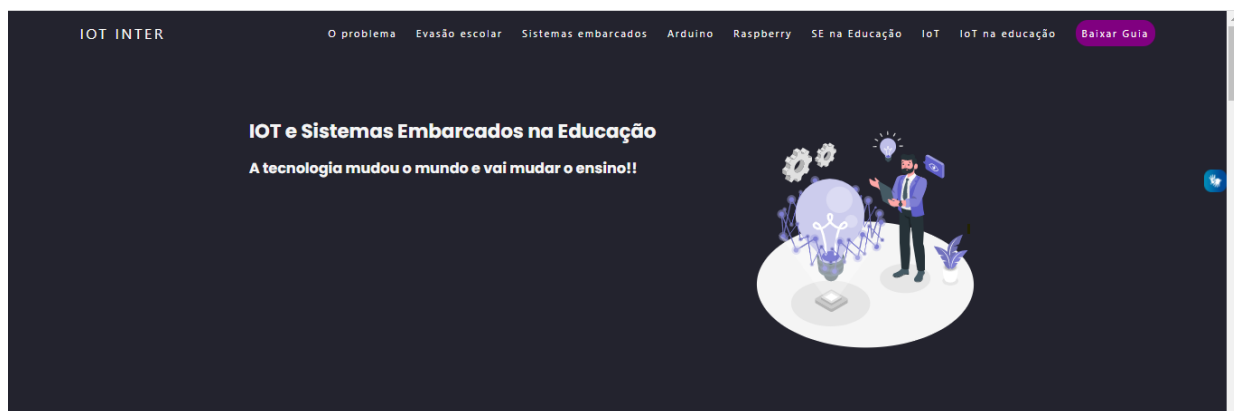 IOT INTER
O problema Evasão escolar Sistemas embarcados Arduino Raspberry SE na Educação IoT IoT na educação Baixar Guia
IOT e Sistemas Embarcados na Educação
A tecnologia mudou o mundo e vai mudar o ensino!!